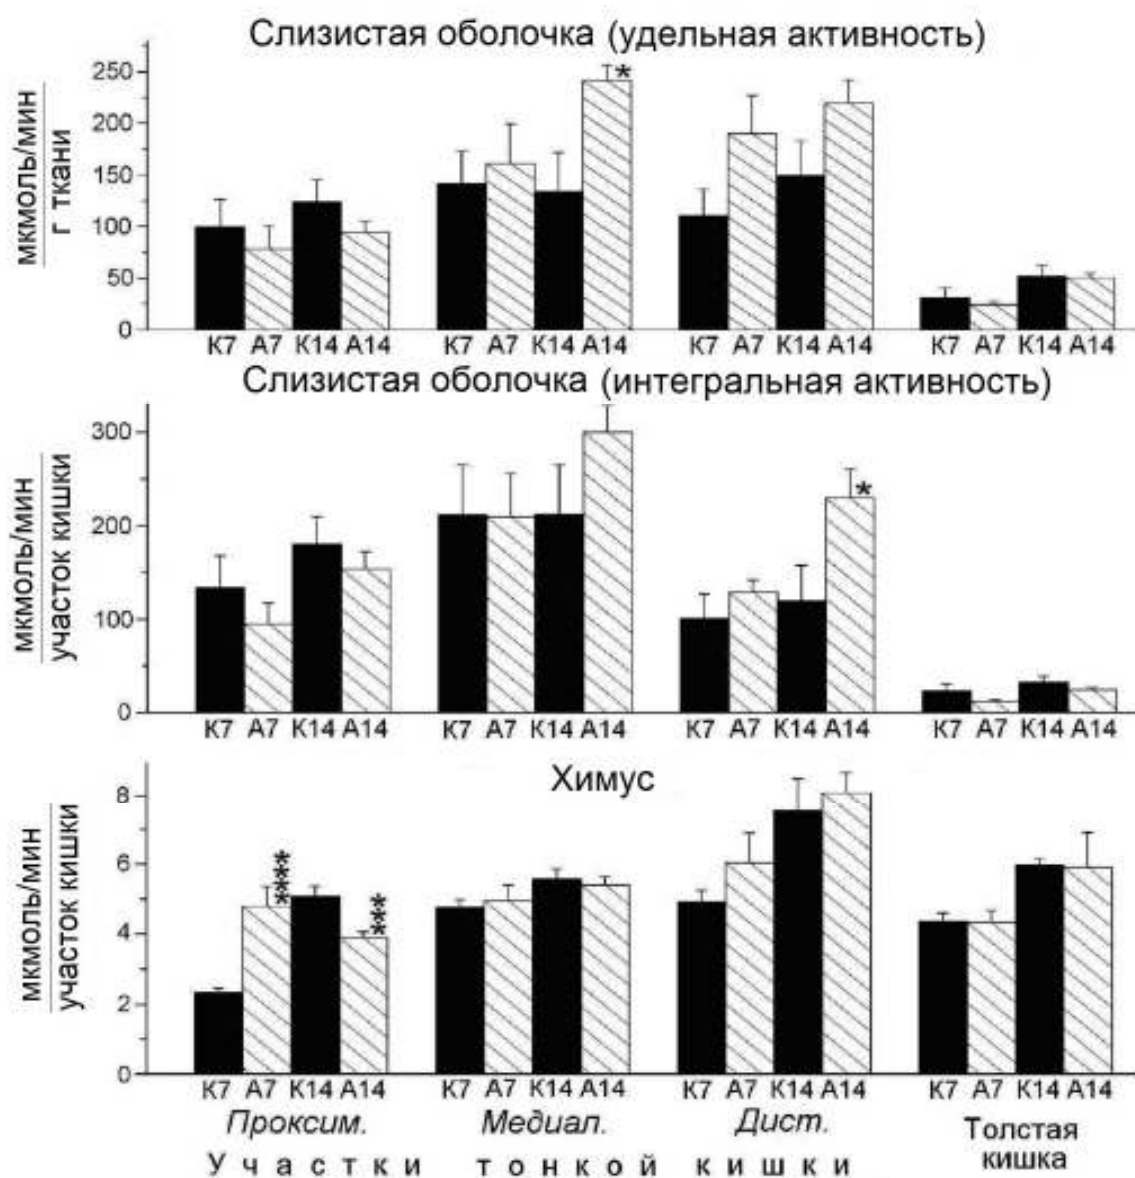 Слизистая оболочка (удельная активность)
мкмоль/мин
г ткани
250
200
150
100
50
0
*
К7 А7 К14 А14 К7 А7 К14 А14 К7 А7 К14 А14 К7 А7 К14 А14
Слизистая оболочка (интегральная активность)
мкмоль/мин
участок кишки
300
200
100
0
*
К7 А7 К14 А14 К7 А7 К14 А14 К7 А7 К14 А14 К7 А7 К14 А14
Химус
мкмоль/мин
участок кишки
8
6
4
2
0
****
***
К7 А7 К14 А14 К7 А7 К14 А14 К7 А7 К14 А14 К7 А7 К14 А14
Проксим. Медиал. Дист. Толстая
кишка
Участки тонкой кишки